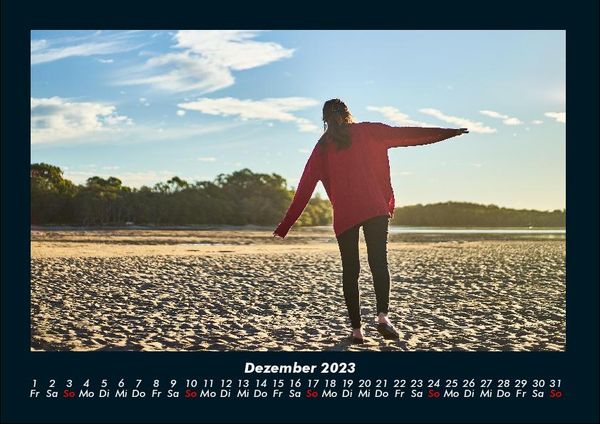 Dezember 2023
1 2 3 4 5 6 7 8 9 10 11 12 13 14 15 16 17 18 19 20 21 22 23 24 25 26 27 28 29 30 31
Fr Sa So Mo Di Mi Do Fr Sa So Mo Di Mi Do Fr Sa So Mo Di Mi Do Fr Sa So Mo Di Mi Do Fr Sa So